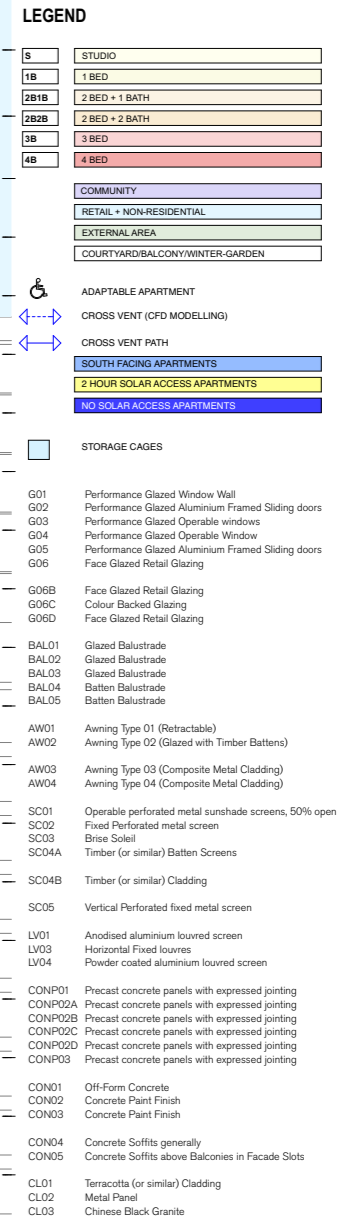 LEGEND
S STUDIO
1B 1 BED
2B1B 2 BED + 1 BATH
2B2B 2 BED + 2 BATH
3B 3 BED
4B 4 BED
COMMUNITY
RETAIL + NON-RESIDENTIAL
EXTERNAL AREA
COURTYARD/BALCONY/WINTER-GARDEN
ADAPTABLE APARTMENT
CROSS VENT (CFD MODELLING)
CROSS VENT PATH
SOUTH FACING APARTMENTS
2 HOUR SOLAR ACCESS APARTMENTS
NO SOLAR ACCESS APARTMENTS
STORAGE CAGES
G01 Performance Glazed Window Wall
G02 Performance Glazed Aluminium Framed Sliding doors
G03 Performance Glazed Operable windows
G04 Performance Glazed Operable Window
G05 Performance Glazed Aluminium Framed Sliding doors
G06 Face Glazed Retail Glazing
G06B Face Glazed Retail Glazing
G06C Colour Backed Glazing
G06D Face Glazed Retail Glazing
BAL01 Glazed Balustrade
BAL02 Glazed Balustrade
BAL03 Glazed Balustrade
BAL04 Batten Balustrade
BAL05 Batten Balustrade
AW01 Awning Type 01 (Retractable)
AW02 Awning Type 02 (Glazed with Timber Battens)
AW03 Awning Type 03 (Composite Metal Cladding)
AW04 Awning Type 04 (Composite Metal Cladding)
SC01 Operable perforated metal sunshade screens, 50% open
SC02 Fixed Perforated metal screen
SC03 Brise Soleil
SC04A Timber (or similar) Batten Screens
SC04B Timber (or similar) Cladding
SC05 Vertical Perforated fixed metal screen
LV01 Anodised aluminium louvred screen
LV03 Horizontal Fixed louvres
LV04 Powder coated aluminium louvred screen
CONP01 Precast concrete panels with expressed jointing
CONP02A Precast concrete panels with expressed jointing
CONP02B Precast concrete panels with expressed jointing
CONP02C Precast concrete panels with expressed jointing
CONP02D Precast concrete panels with expressed jointing
CONP03 Precast concrete panels with expressed jointing
CON01 Off-Form Concrete
CON02 Concrete Paint Finish
CON03 Concrete Paint Finish
CON04 Concrete Soffits generally
CON05 Concrete Soffits above Balconies in Facade Slots
CL01 Terracotta (or similar) Cladding
CL02 Metal Panel
CL03 Chinese Black Granite